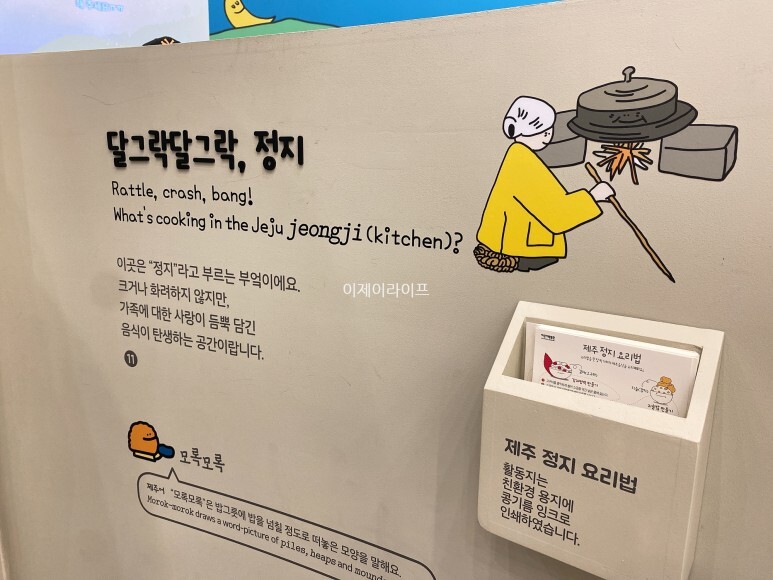 달그락달그락, 정지
Rattle, crash, bang!
What's cooking in the Jeju jeongji(kitchen)?
이곳은 "정지"라고 부르는 부엌이에요.
크거나 화려하지 않지만,
가족에 대한 사랑이 듬뿍 담긴
음식이 탄생하는 공간이랍니다.
11
이제이라이프
모록모록
제주어 "모록모록"은 밥그릇에 밥을 넘칠 정도로 떠놓은 모양을 말해요.
Morok-morok draws a word-picture of piles, heaps and
제주 정지 요리법
제주 정지 요리법
활동지는
친환경 용지에
콩기름 잉크로
인쇄하였습니다.